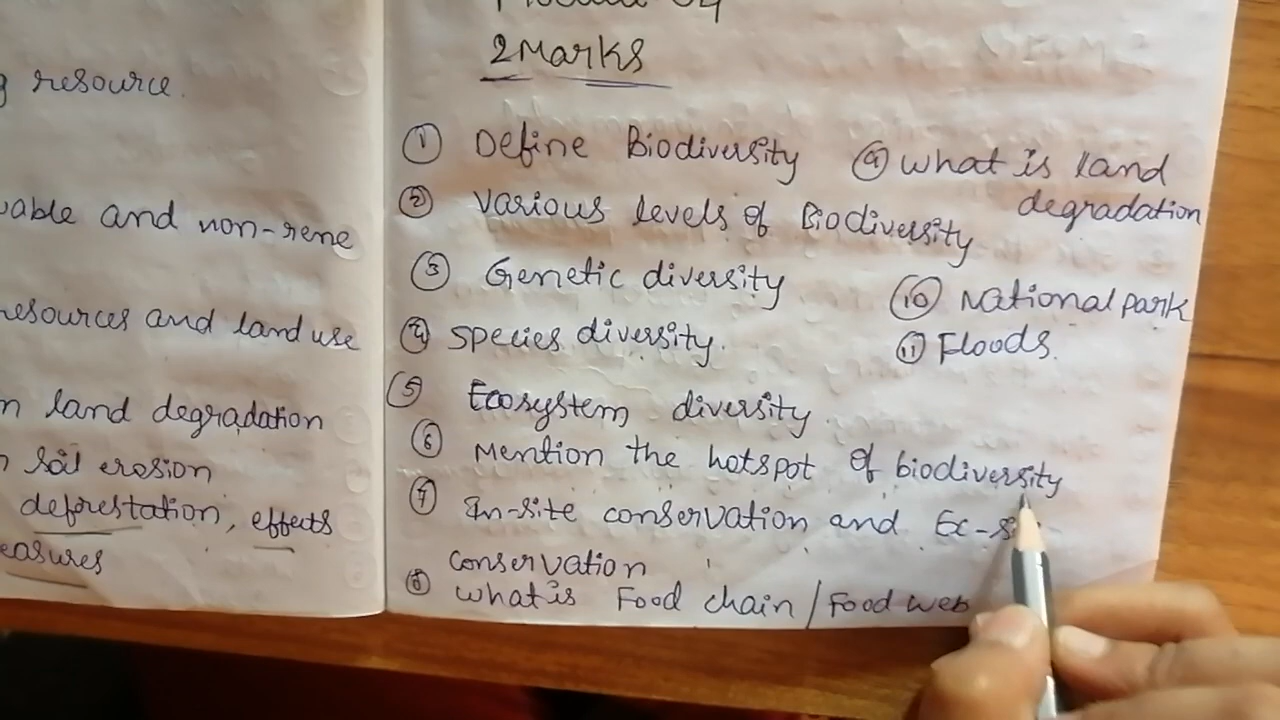 g resource.
able and non-rene
resources and land use
n land degradation
n soil erosion
deforestation, effects
easures
2 Marks
① Define Biodiversity
② Various levels of Biodiversity
③ Genetic diversity
④ Species diversity.
⑤ Ecosystem diversity.
⑥ Mention the hotspot of biodiversity
⑦ In-site conservation and Ex-s
conservation
⑧ what is Food chain / Food web
⑨ what is land
degradation
⑩ National park
⑪ Floods.